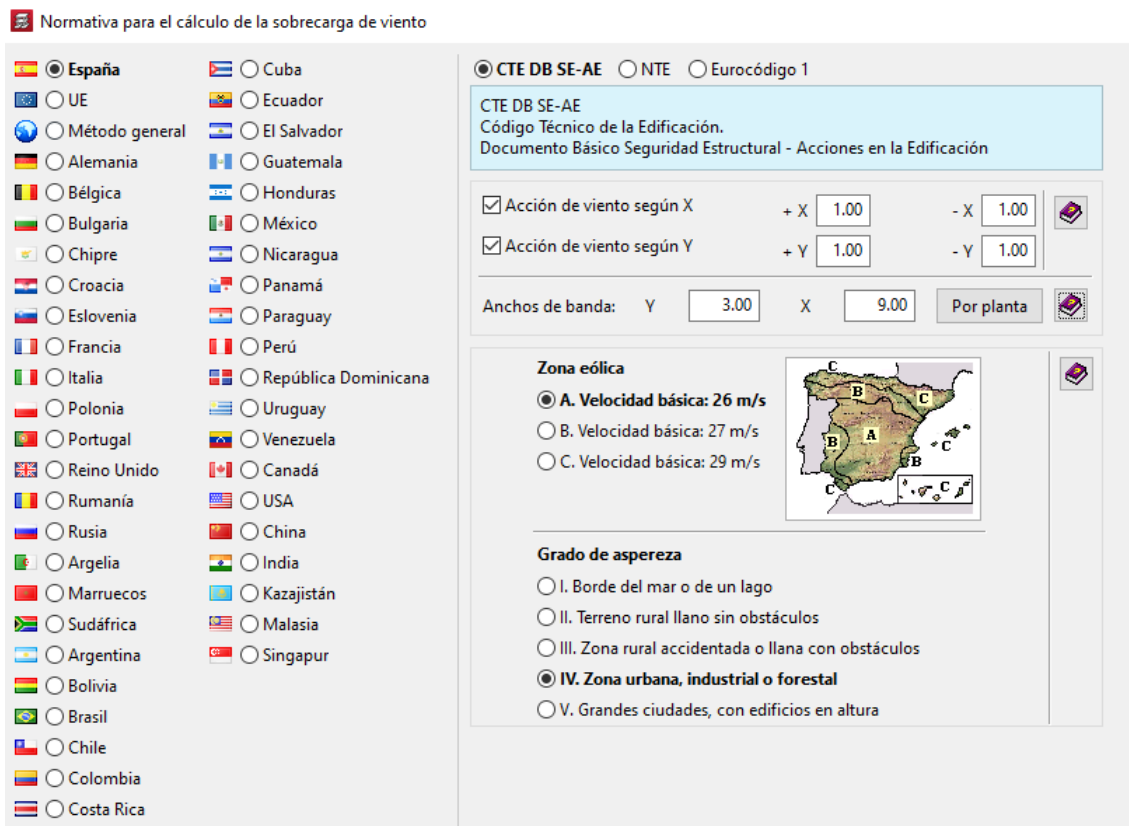 Normativa para el cálculo de la sobrecarga de viento
España
UE
Método general
Alemania
Bélgica
Bulgaria
Chipre
Croacia
Eslovenia
Francia
Italia
Polonia
Portugal
Reino Unido
Rumanía
Rusia
Argelia
Marruecos
Sudáfrica
Argentina
Bolivia
Brasil
Chile
Colombia
Costa Rica
Cuba
Ecuador
El Salvador
Guatemala
Honduras
México
Nicaragua
Panamá
Paraguay
Perú
República Dominicana
Uruguay
Venezuela
Canadá
USA
China
India
Kazajistán
Malasia
Singapur
CTE DB SE-AE NTE Eurocódigo 1
CTE DB SE-AE
Código Técnico de la Edificación.
Documento Básico Seguridad Estructural - Acciones en la Edificación
Acción de viento según X + X 1.00 - X 1.00
Acción de viento según Y + Y 1.00 - Y 1.00
Anchos de banda: Y 3.00 X 9.00 Por planta
Zona eólica
A. Velocidad básica: 26 m/s
B. Velocidad básica: 27 m/s
C. Velocidad básica: 29 m/s
C
B C
B A C
B
C C
Grado de aspereza
I. Borde del mar o de un lago
II. Terreno rural llano sin obstáculos
III. Zona rural accidentada o llana con obstáculos
IV. Zona urbana, industrial o forestal
V. Grandes ciudades, con edificios en altura